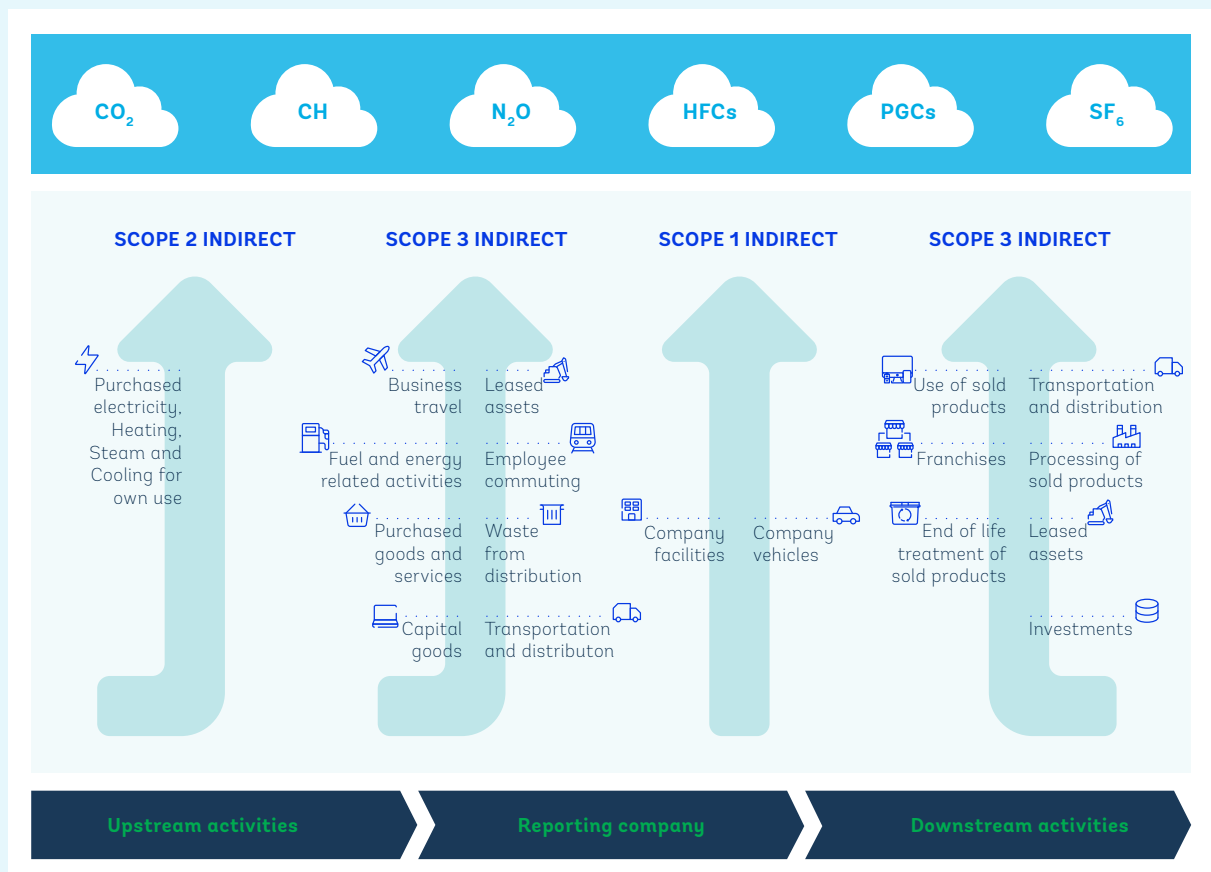 CO2
CH
N2O
HFCs
PGCs
SF6
SCOPE 2 INDIRECT
Purchased
electricity,
Heating,
Steam and
Cooling for
own use
SCOPE 3 INDIRECT
Business
travel
Fuel and energy
related activities
Purchased
goods and
services
Capital
goods
Leased
assets
Employee
commuting
Waste
from
distribution
Transportation
and distributon
SCOPE 1 INDIRECT
Company
facilities
Company
vehicles
SCOPE 3 INDIRECT
Use of sold
products
Franchises
End of life
treatment of
sold products
Transportation
and distribution
Processing of
sold products
Leased
assets
Investments
Upstream activities
Reporting company
Downstream activities